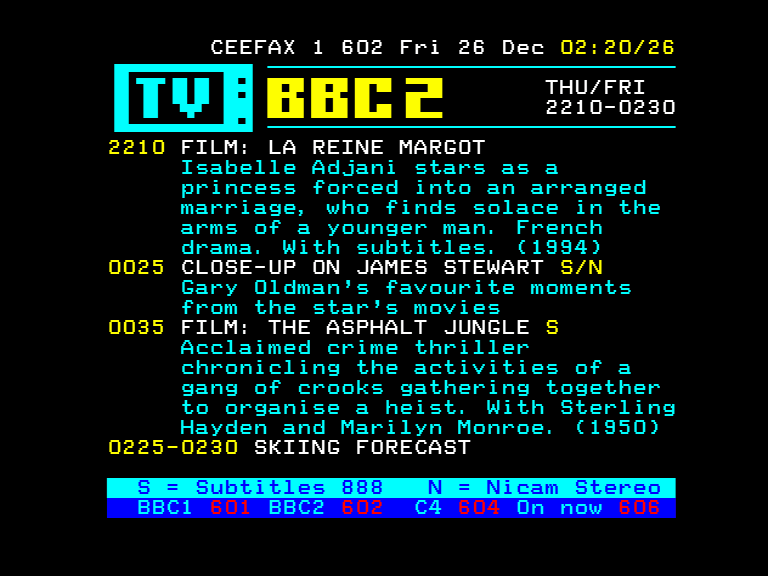 CEEFAX 1 602 Fri 26 Dec 02:20/26
TV: BBC2 THU/FRI
2210-0230
2210 FILM: LA REINE MARGOT
Isabelle Adjani stars as a
princess forced into an arranged
marriage, who finds solace in the
arms of a younger man. French
drama. With subtitles. (1994)
0025 CLOSE-UP ON JAMES STEWART S/N
Gary Oldman's favourite moments
from the star's movies
0035 FILM: THE ASPHALT JUNGLE S
Acclaimed crime thriller
chronicling the activities of a
gang of crooks gathering together
to organise a heist. With Sterling
Hayden and Marilyn Monroe. (1950)
0225-0230 SKIING FORECAST
S = Subtitles 888 N = Nicam Stereo
BBC1 601 BBC2 602 C4 604 On now 606